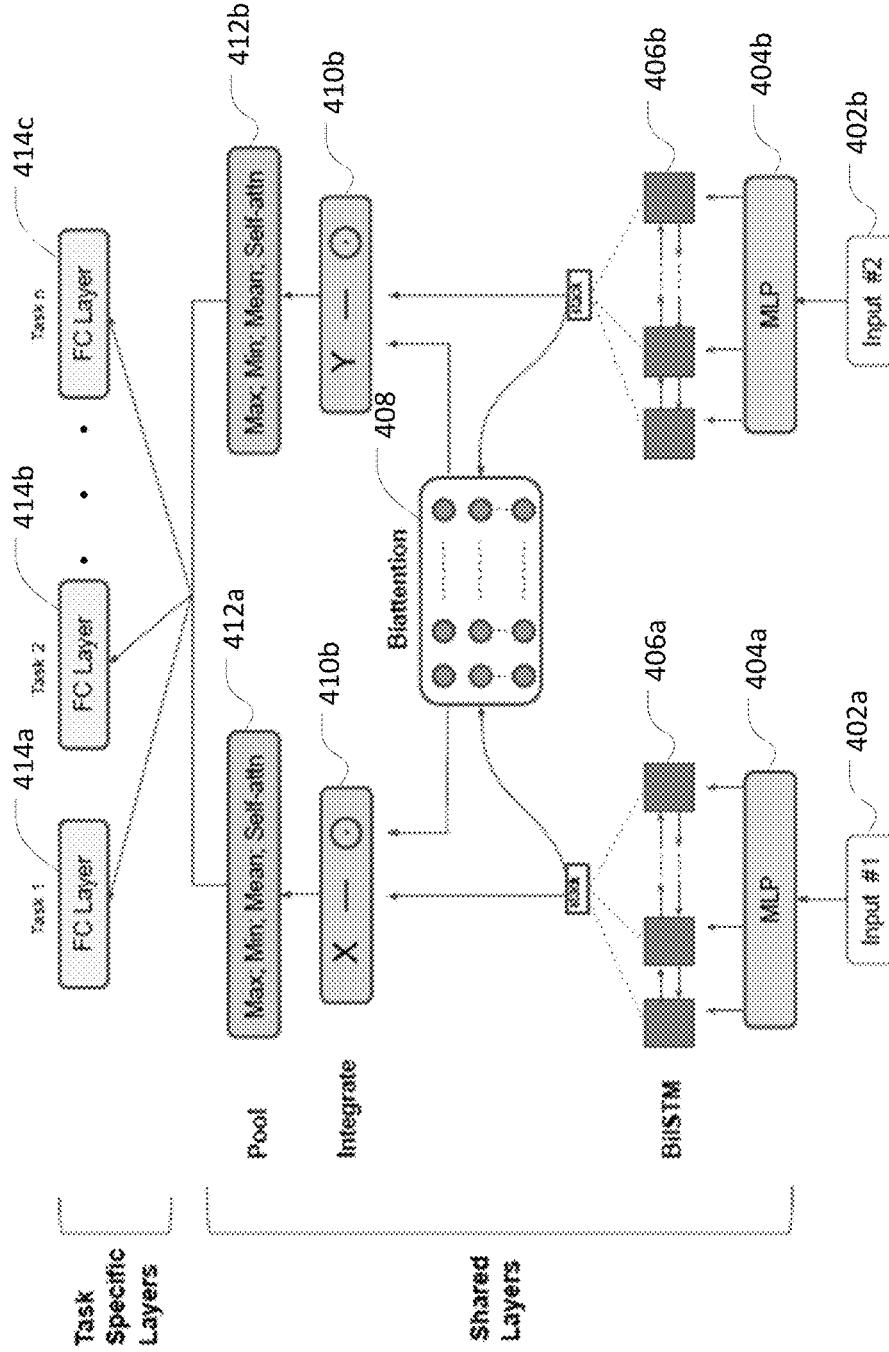 Task Specific Layers
Task 1
FC Layer
414a
Task 2
FC Layer
414b
• • •
Task n
FC Layer
414c
Pool
Max, Min, Mean, Self-attn
412a
Max, Min, Mean, Self-attn
412b
Integrate
X — ⊙
410b
Y — ⊙
410b
Shared Layers
Biattention
408
BilSTM
406a
406b
MLP
404a
MLP
404b
Input #1
402a
Input #2
402b